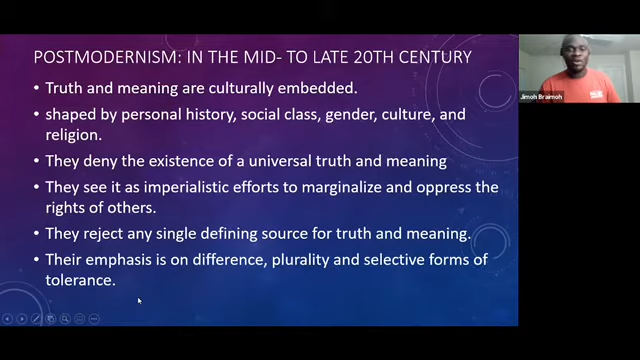 POSTMODERNISM: IN THE MID- TO LATE 20TH CENTURY
• Truth and meaning are culturally embedded.
• shaped by personal history, social class, gender, culture, and
religion.
• They deny the existence of a universal truth and meaning
• They see it as imperialistic efforts to marginalize and oppress the
rights of others.
• They reject any single defining source for truth and meaning.
• Their emphasis is on difference, plurality and selective forms of
tolerance.
Jimoh Braimoh